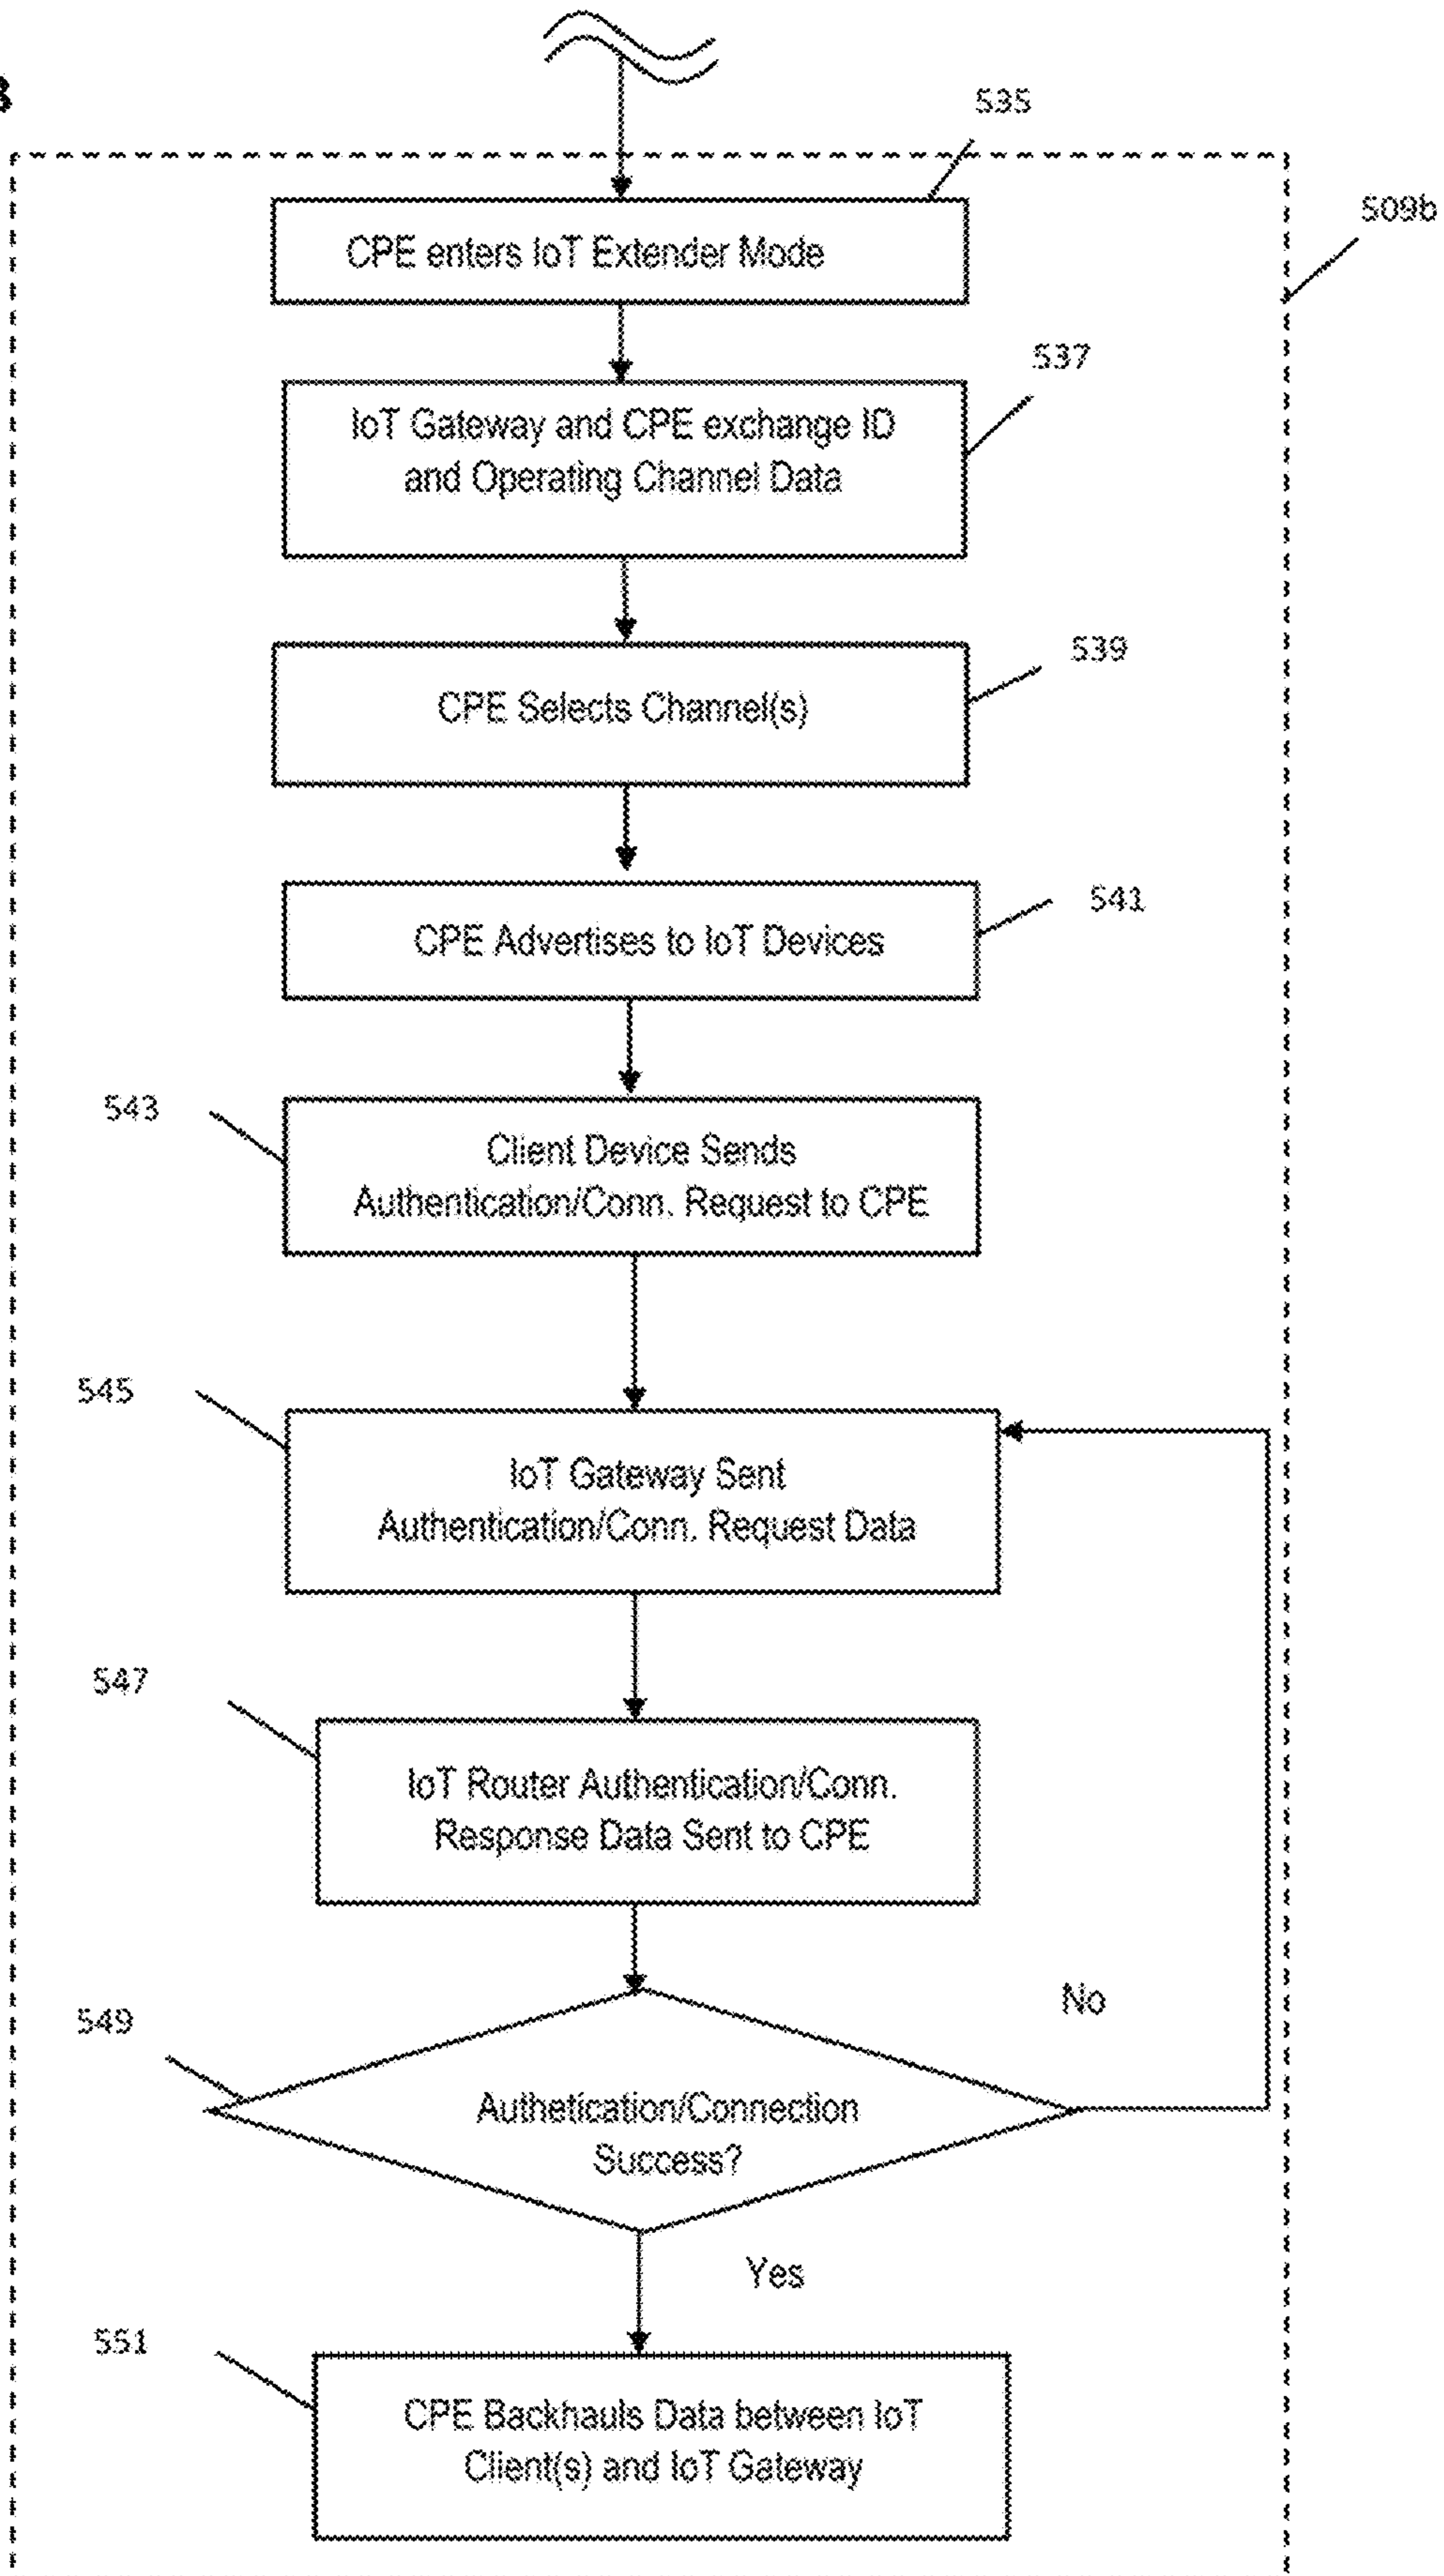 535
509b
CPE enters IoT Extender Mode
537
IoT Gateway and CPE exchange ID
and Operating Channel Data
539
CPE Selects Channel(s)
541
CPE Advertises to IoT Devices
543
Client Device Sends
Authentication/Conn. Request to CPE
545
IoT Gateway Sent
Authentication/Conn. Request Data
547
IoT Router Authentication/Conn.
Response Data Sent to CPE
No
549
Authetication/Connection
Success?
Yes
551
CPE Backhauls Data between IoT
Client(s) and IoT Gateway